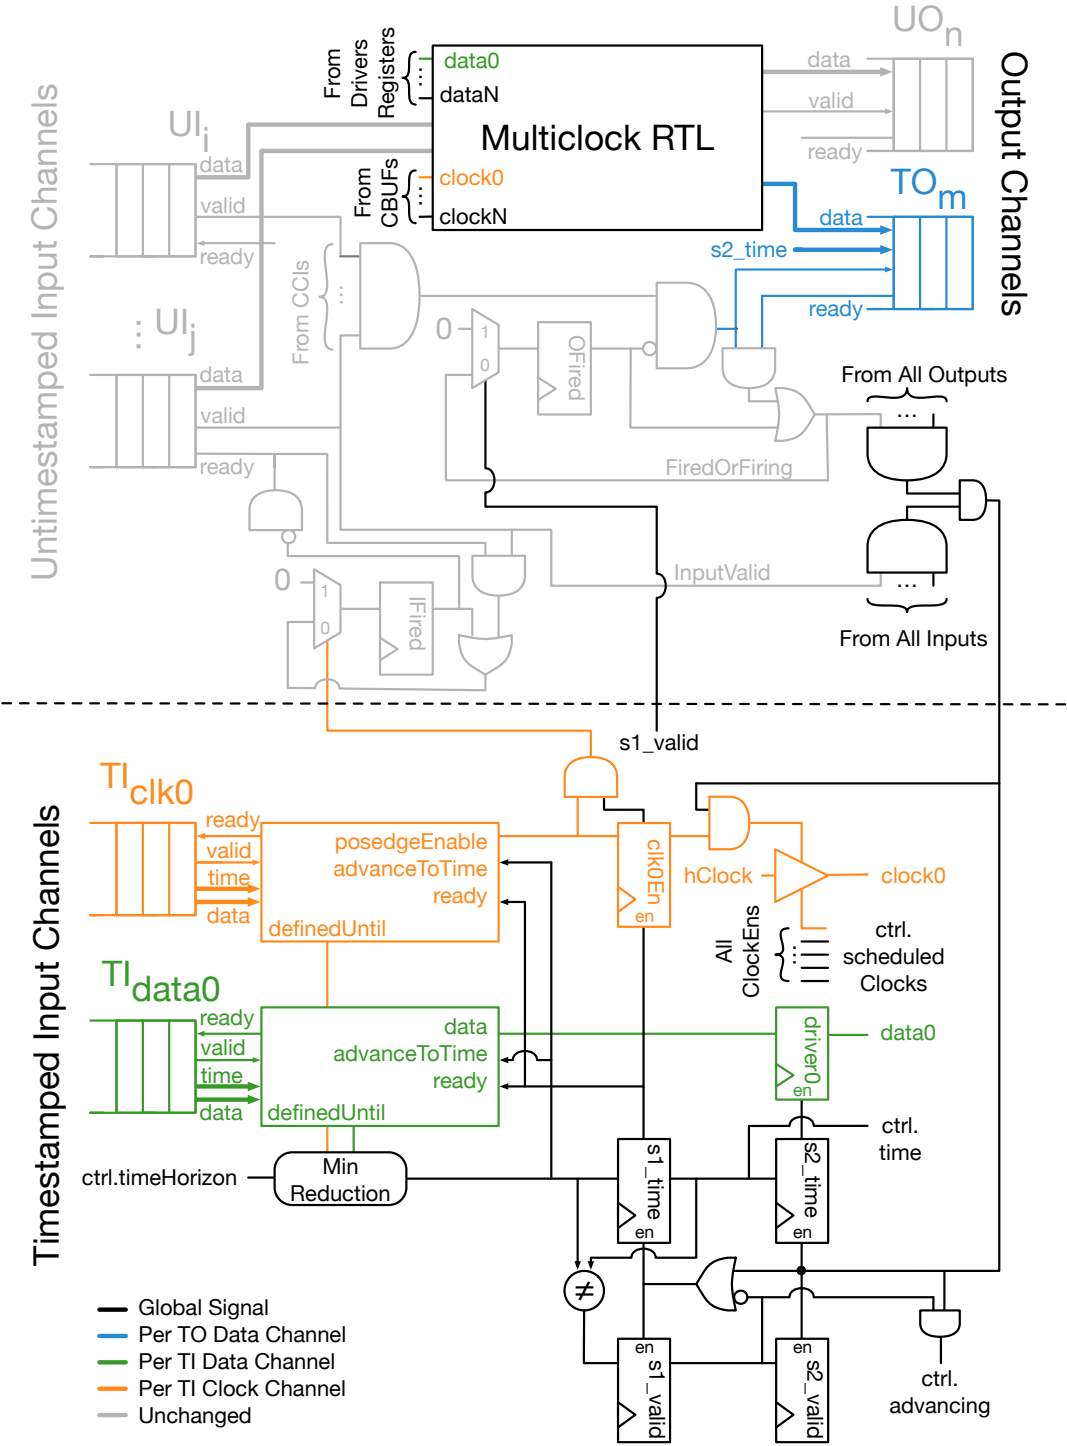 UOn
data
valid
ready
Output Channels
From
Drivers
Registers
data0
dataN
Multiclock RTL
From
CBUFs
clock0
clockN
TOm
data
s2_time
ready
Untimestamped Input Channels
UIi
data
valid
ready
From CCIs
UIj
data
valid
ready
0
1
0
OFired
FiredOrFiring
From All Outputs
...
InputValid
...
From All Inputs
0
1
0
IFired
s1_valid
Timestamped Input Channels
TIclk0
ready
valid
time
data
posedgeEnable
advanceToTime
ready
definedUntil
clk0En
en
hClock
clock0
All
ClockEns
ctrl.
scheduled
Clocks
TIdata0
ready
valid
time
data
data
advanceToTime
ready
definedUntil
driver0
en
data0
ctrl.
time
ctrl.timeHorizon
Min
Reduction
s1_time
en
s2_time
en
≠
en
s1_valid
en
s2_valid
ctrl.
advancing
Global Signal
Per TO Data Channel
Per TI Data Channel
Per TI Clock Channel
Unchanged